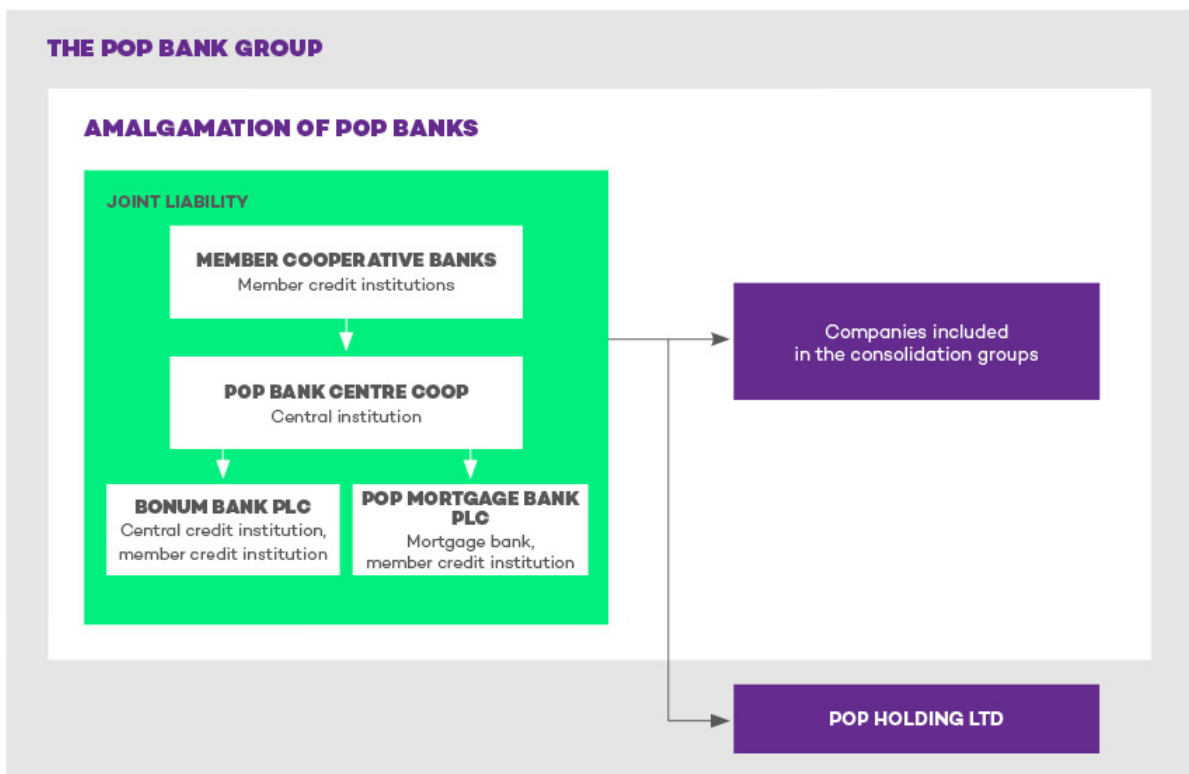 THE POP BANK GROUP
AMALGAMATION OF POP BANKS
JOINT LIABILITY
MEMBER COOPERATIVE BANKS
Member credit institutions
POP BANK CENTRE COOP
Central institution
BONUM BANK PLC
Central credit institution,
member credit institution
POP MORTGAGE BANK
PLC
Mortgage bank,
member credit institution
Companies included
in the consolidation groups
POP HOLDING LTD